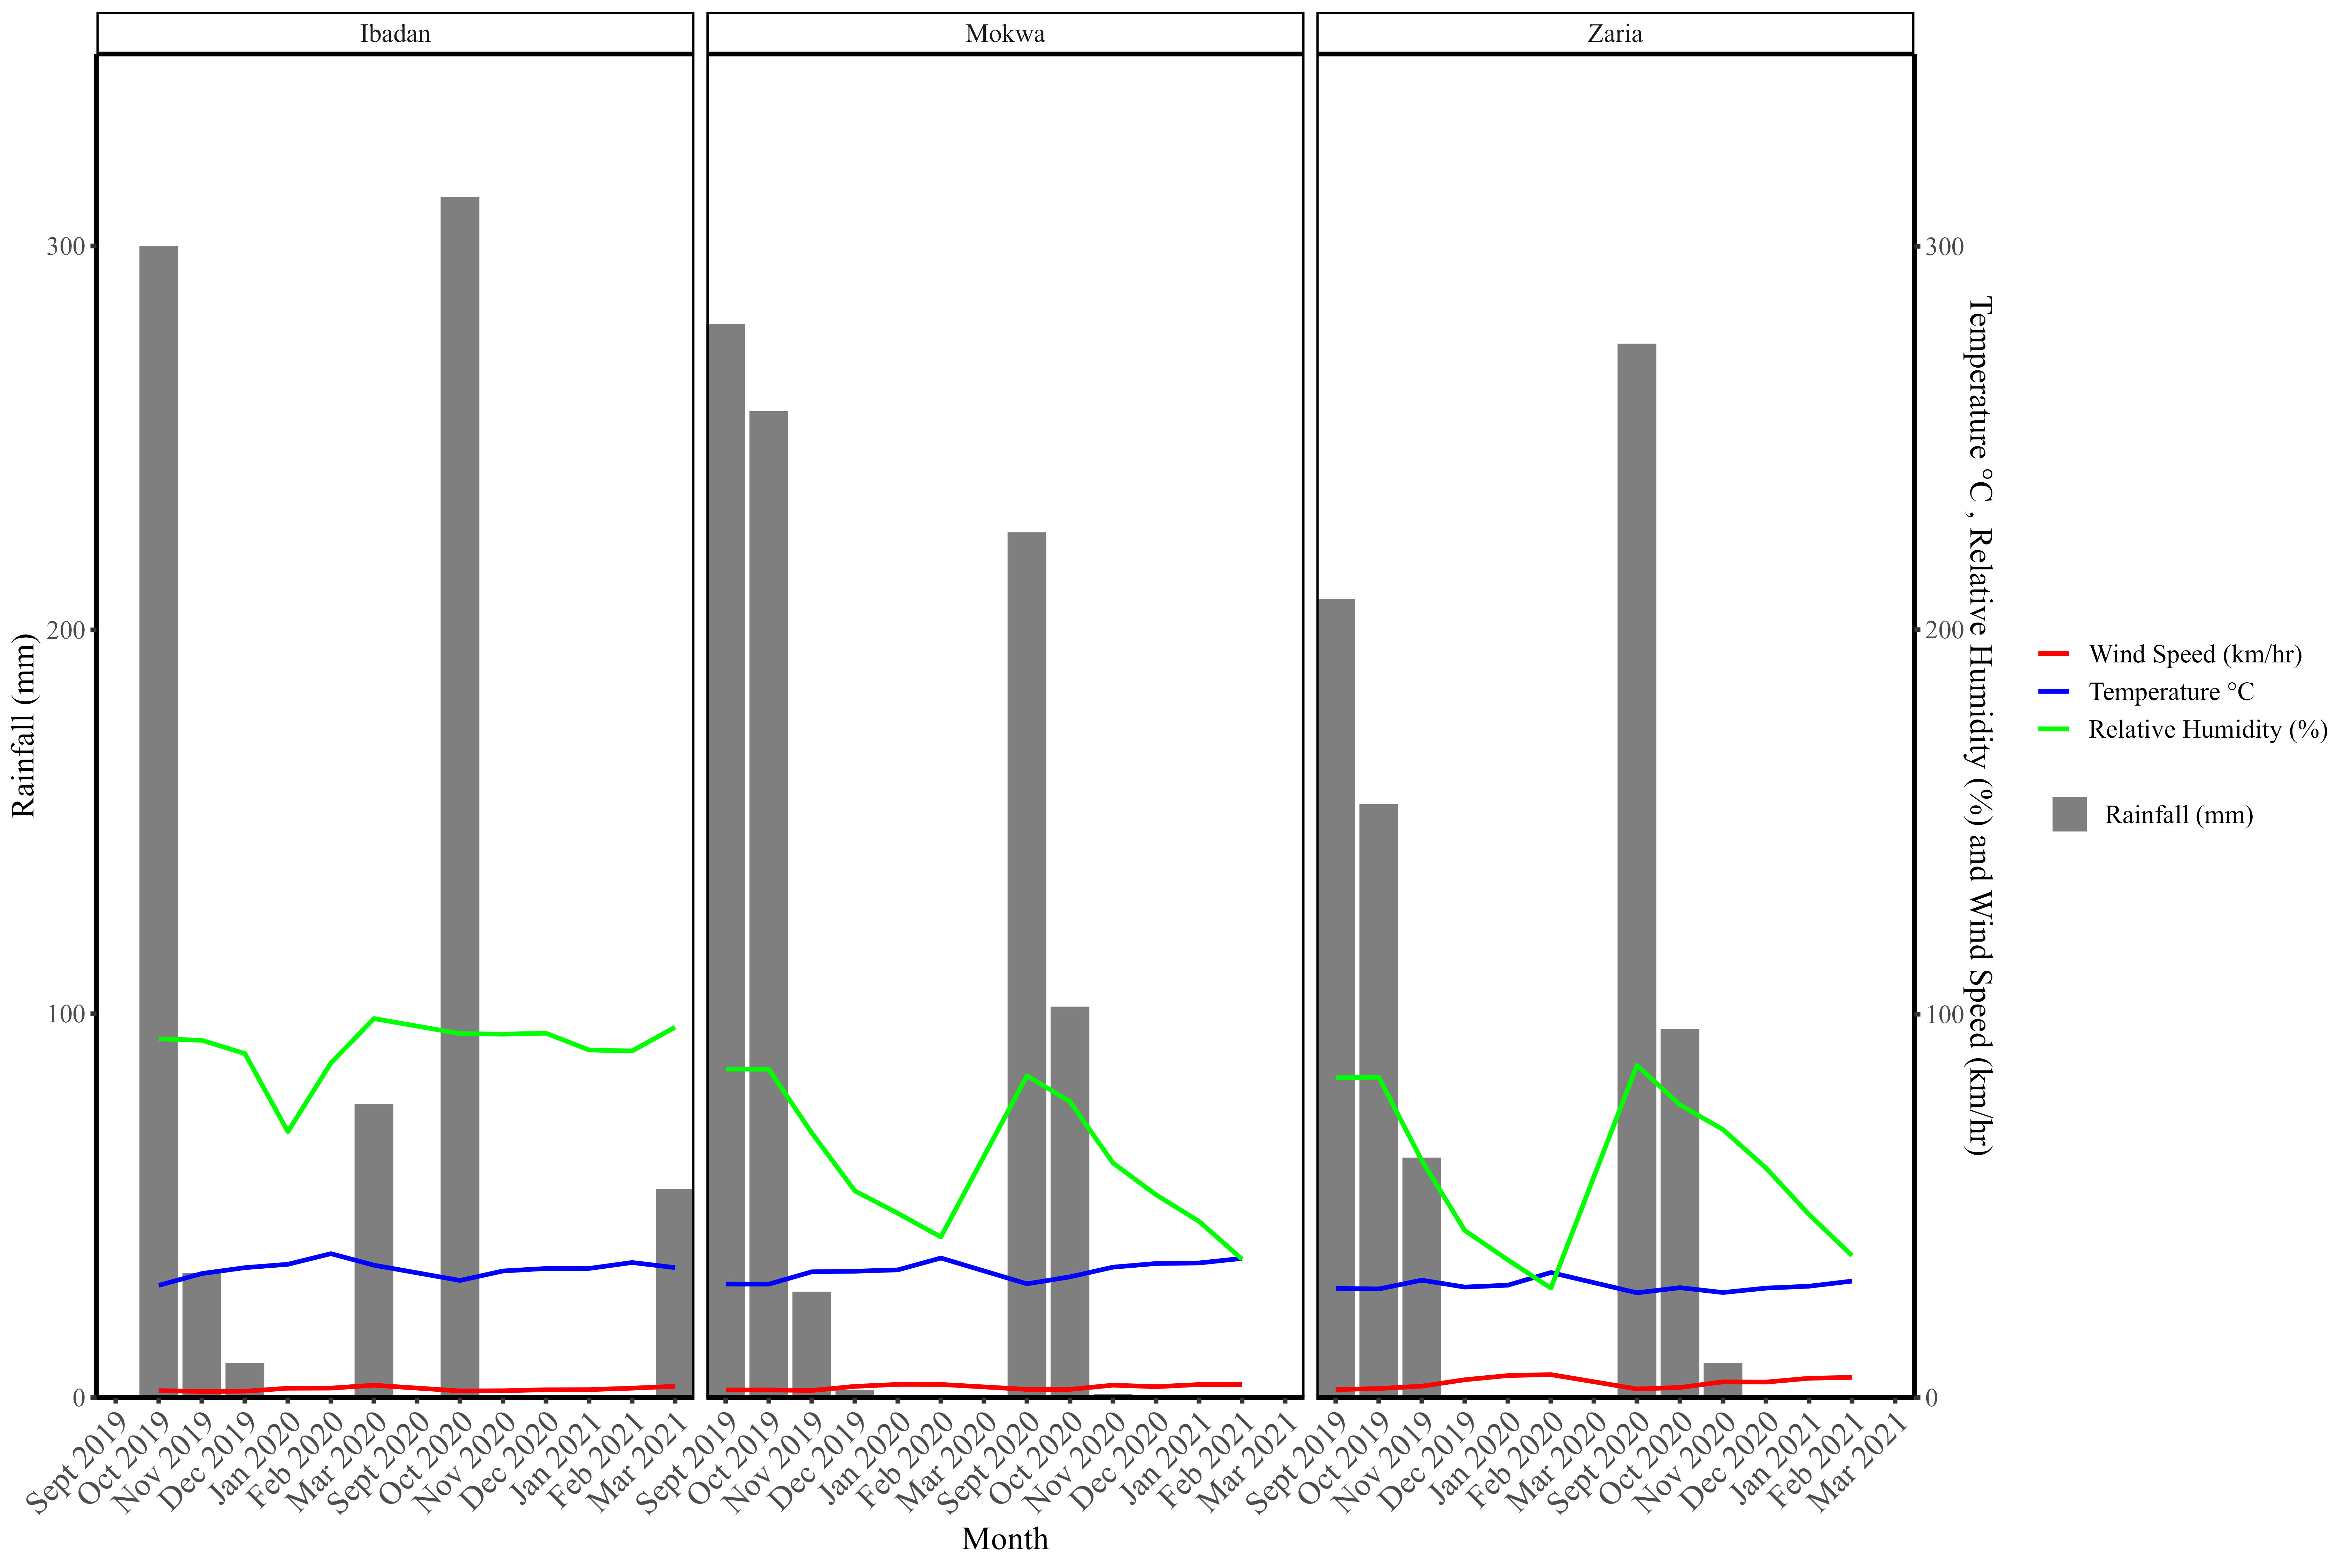 Ibadan
Mokwa
Zaria
300
200
100
0
Rainfall (mm)
300
200
100
0
Temperature °C , Relative Humidity (%) and Wind Speed (km/hr)
Wind Speed (km/hr)
Temperature °C
Relative Humidity (%)
Rainfall (mm)
Sept 2019
Oct 2019
Nov 2019
Dec 2019
Jan 2020
Feb 2020
Mar 2020
Sept 2020
Oct 2020
Nov 2020
Dec 2020
Jan 2021
Feb 2021
Mar 2021
Sept 2019
Oct 2019
Nov 2019
Dec 2019
Jan 2020
Feb 2020
Mar 2020
Sept 2020
Oct 2020
Nov 2020
Dec 2020
Jan 2021
Feb 2021
Mar 2021
Sept 2019
Oct 2019
Nov 2019
Dec 2019
Jan 2020
Feb 2020
Mar 2020
Sept 2020
Oct 2020
Nov 2020
Dec 2020
Jan 2021
Feb 2021
Mar 2021
Month